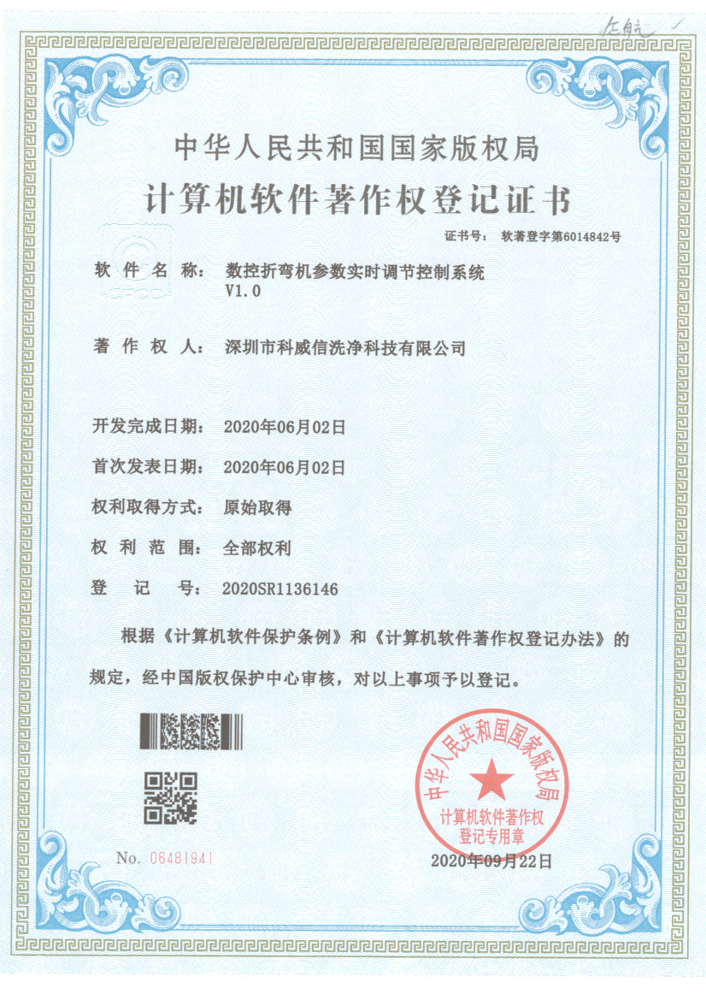 中华人民共和国国家版权局
计算机软件著作权登记证书
证书号： 软著登字第6014842号
软件名称： 数控折弯机参数实时调节控制系统
V1.0
著作权人： 深圳市科威信洗净科技有限公司
开发完成日期： 2020年06月02日
首次发表日期： 2020年06月02日
权利取得方式： 原始取得
权利范围： 全部权利
登记号： 2020SR1136146
根据《计算机软件保护条例》和《计算机软件著作权登记办法》的
规定，经中国版权保护中心审核，对以上事项予以登记。
中华人民共和国国家版权局
计算机软件著作权
登记专用章
No. 06481941
2020年09月22日